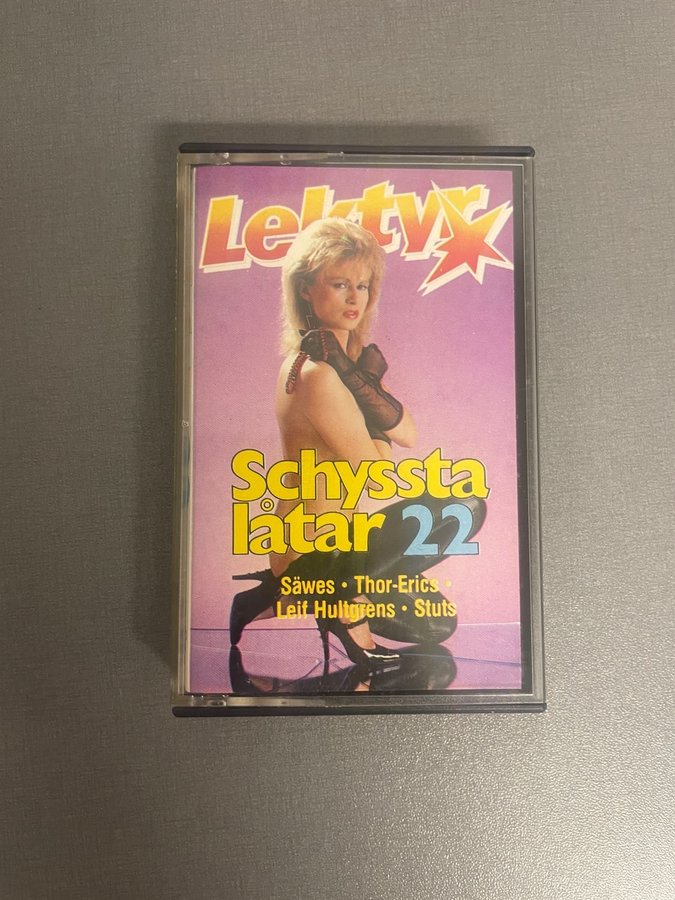 Lektyr
Schyssta
låtar 22
Säwes • Thor-Erics •
Leif Hultgrens • Stuts